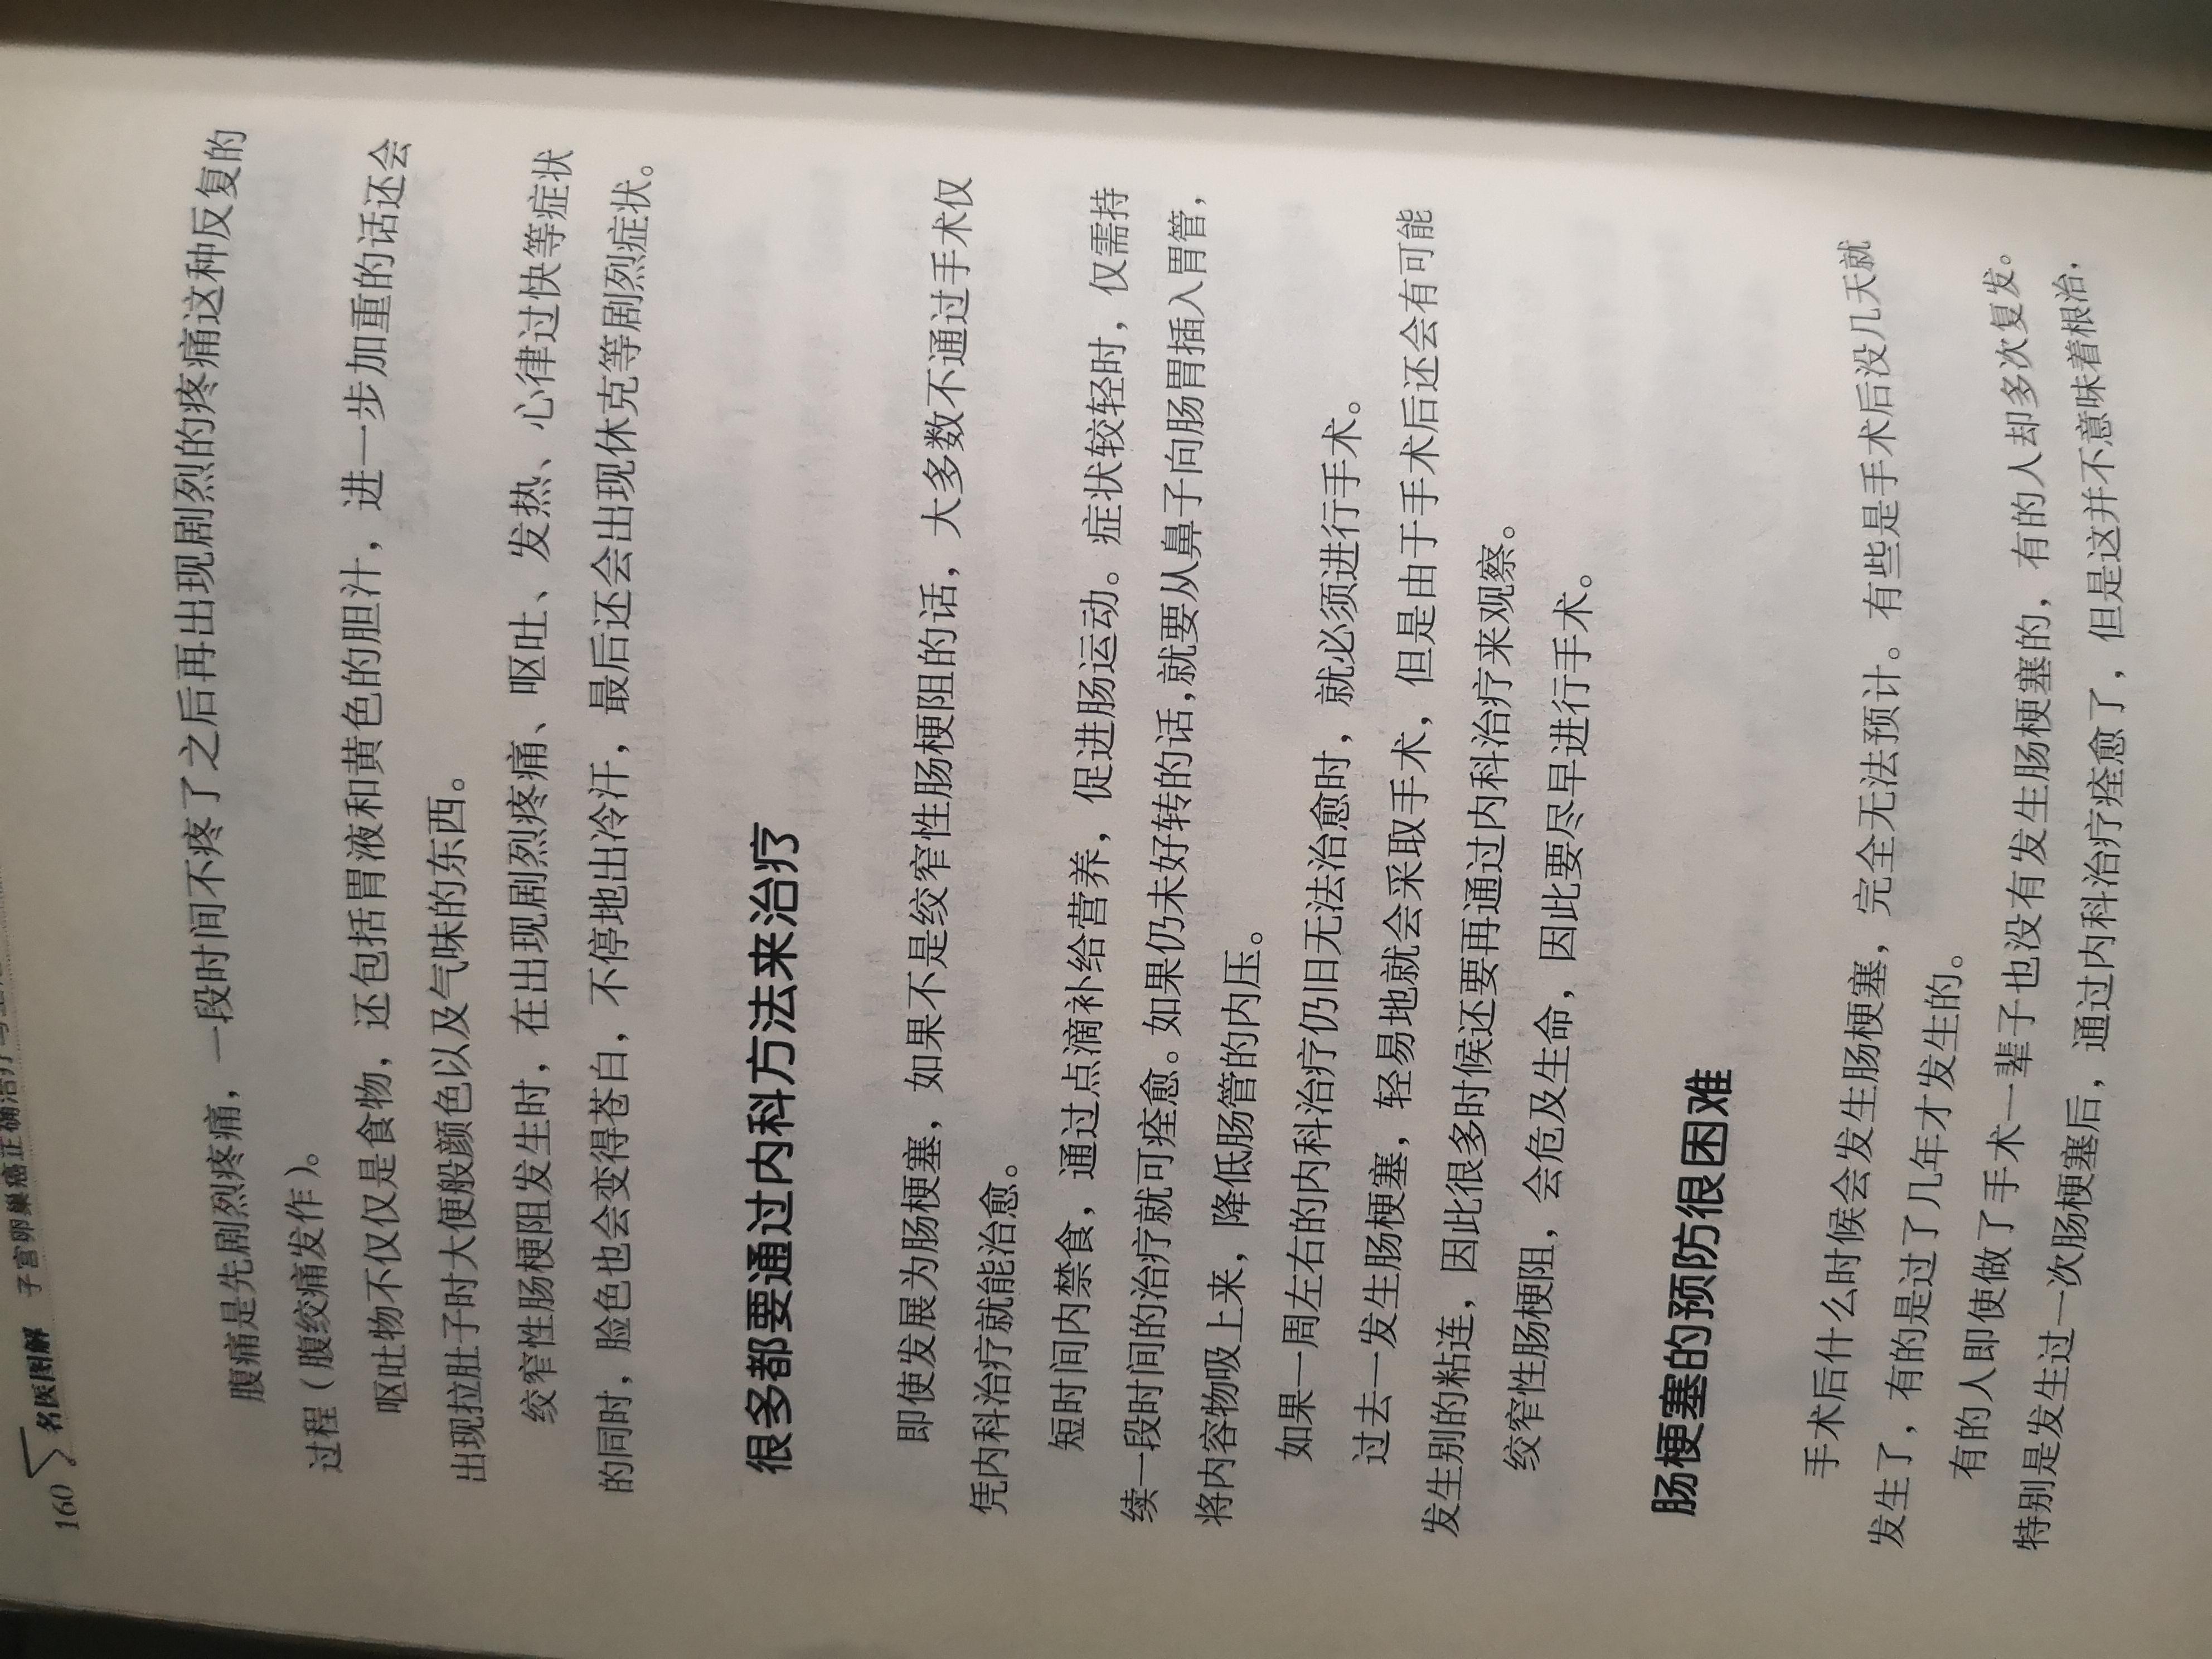 160 名医图解 子宫卵巢癌正确治疗与
腹痛是先剧烈疼痛，一段时间不疼了之后再出现剧烈的疼痛这种反复的
过程（腹绞痛发作）。
呕吐物不仅仅是食物，还包括胃液和黄色的胆汁，进一步加重的话还会
出现拉肚子时大便般颜色以及气味的东西。
绞窄性肠梗阻发生时，在出现剧烈疼痛、呕吐、发热、心律过快等症状
的同时，脸色也会变得苍白，不停地出冷汗，最后还会出现休克等剧烈症状。
很多都要通过内科方法来治疗
即使发展为肠梗塞，如果不是绞窄性肠梗阻的话，大多数不通过手术仅
凭内科治疗就能治愈。
短时间内禁食，通过点滴补给营养，促进肠运动。症状较轻时，仅需持
续一段时间的治疗就可痊愈。如果仍未好转的话，就要从鼻子向肠胃插入胃管，
将内容物吸上来，降低肠管的内压。
如果一周左右的内科治疗仍旧无法治愈时，就必须进行手术。
过去一发生肠梗塞，轻易地就会采取手术，但是由于手术后还会有可能
发生别的粘连，因此很多时候还要再通过内科治疗来观察。
绞窄性肠梗阻，会危及生命，因此要尽早进行手术。
肠梗塞的预防很困难
手术后什么时候会发生肠梗塞，完全无法预计。有些是手术后没几天就
发生了，有的是过了几年才发生的。
有的人即使做了手术一辈子也没有发生肠梗塞的，有的人却多次复发。
特别是发生过一次肠梗塞后，通过内科治疗痊愈了，但是这并不意味着根治，